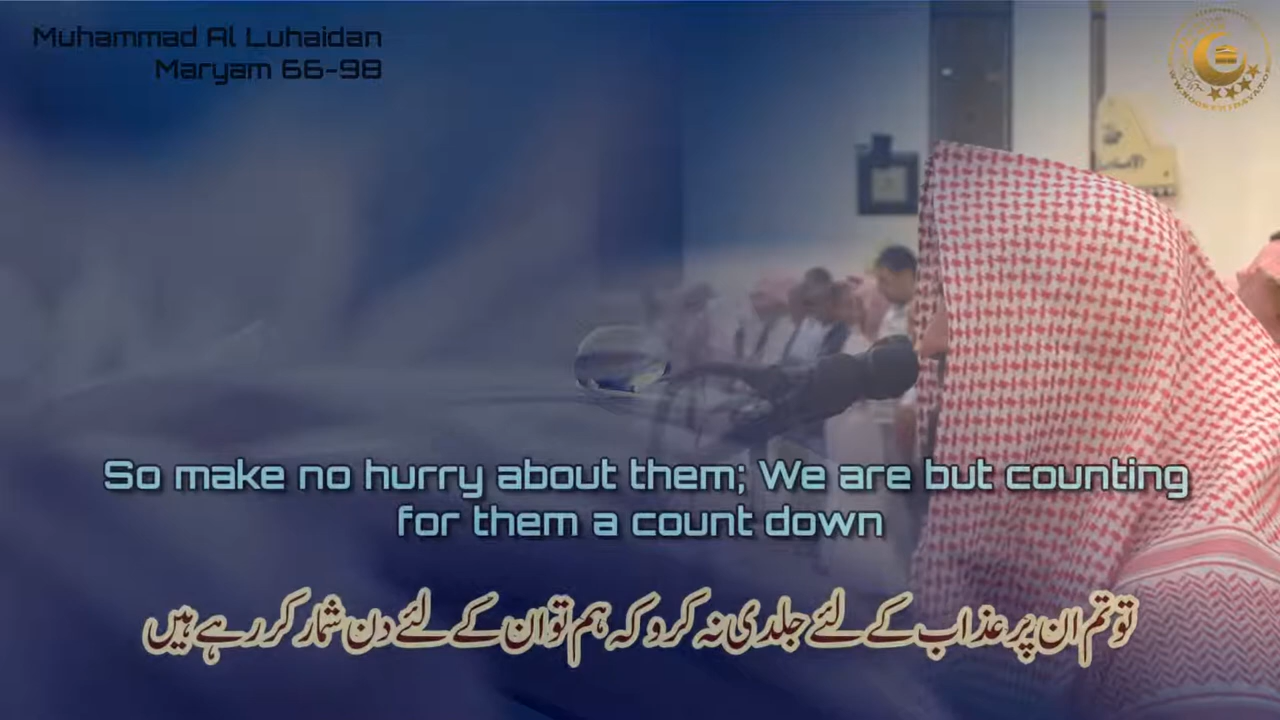 Muhammad Al Luhaidan
Maryam 66-98
So make no hurry about them; We are but counting
for them a count down
تو تم ان پر عذاب کے لئے جلدی نہ کرو کہ ہم تو ان کے لئے دن شمار کر رہے ہیں